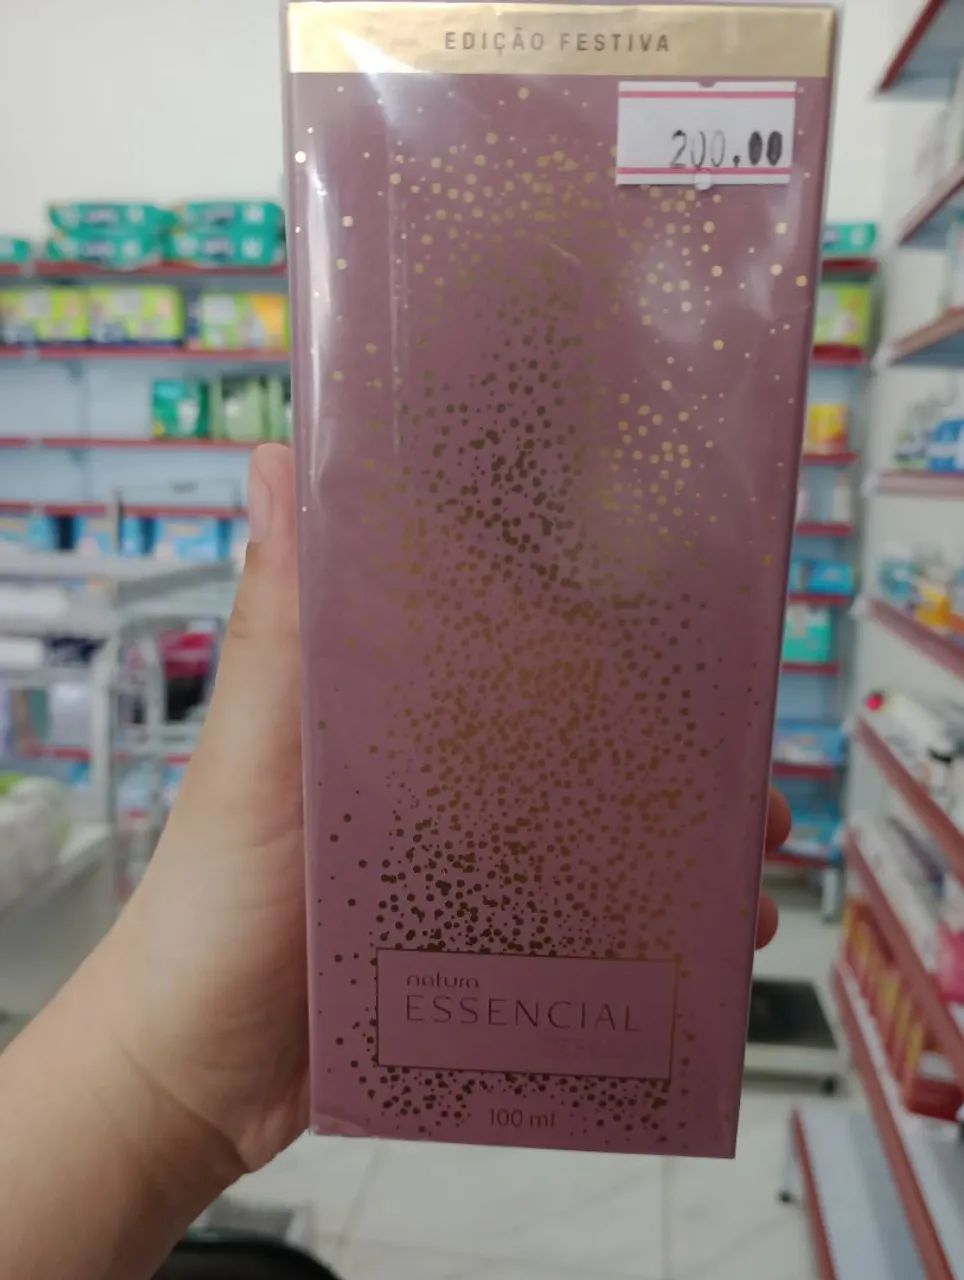 EDIÇÃO FESTIVA
200.00
natura
ESSENCIAL
100 ml